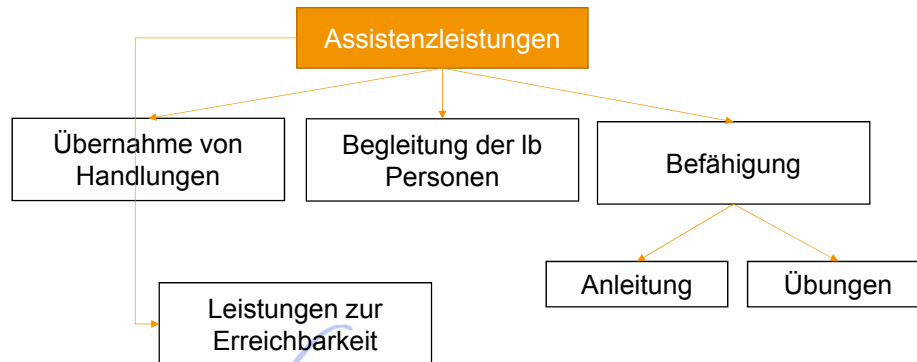 Assistenzleistungen
Übernahme von
Handlungen
Begleitung der lb
Personen
Befähigung
Anleitung
Übungen
Leistungen zur
Erreichbarkeit